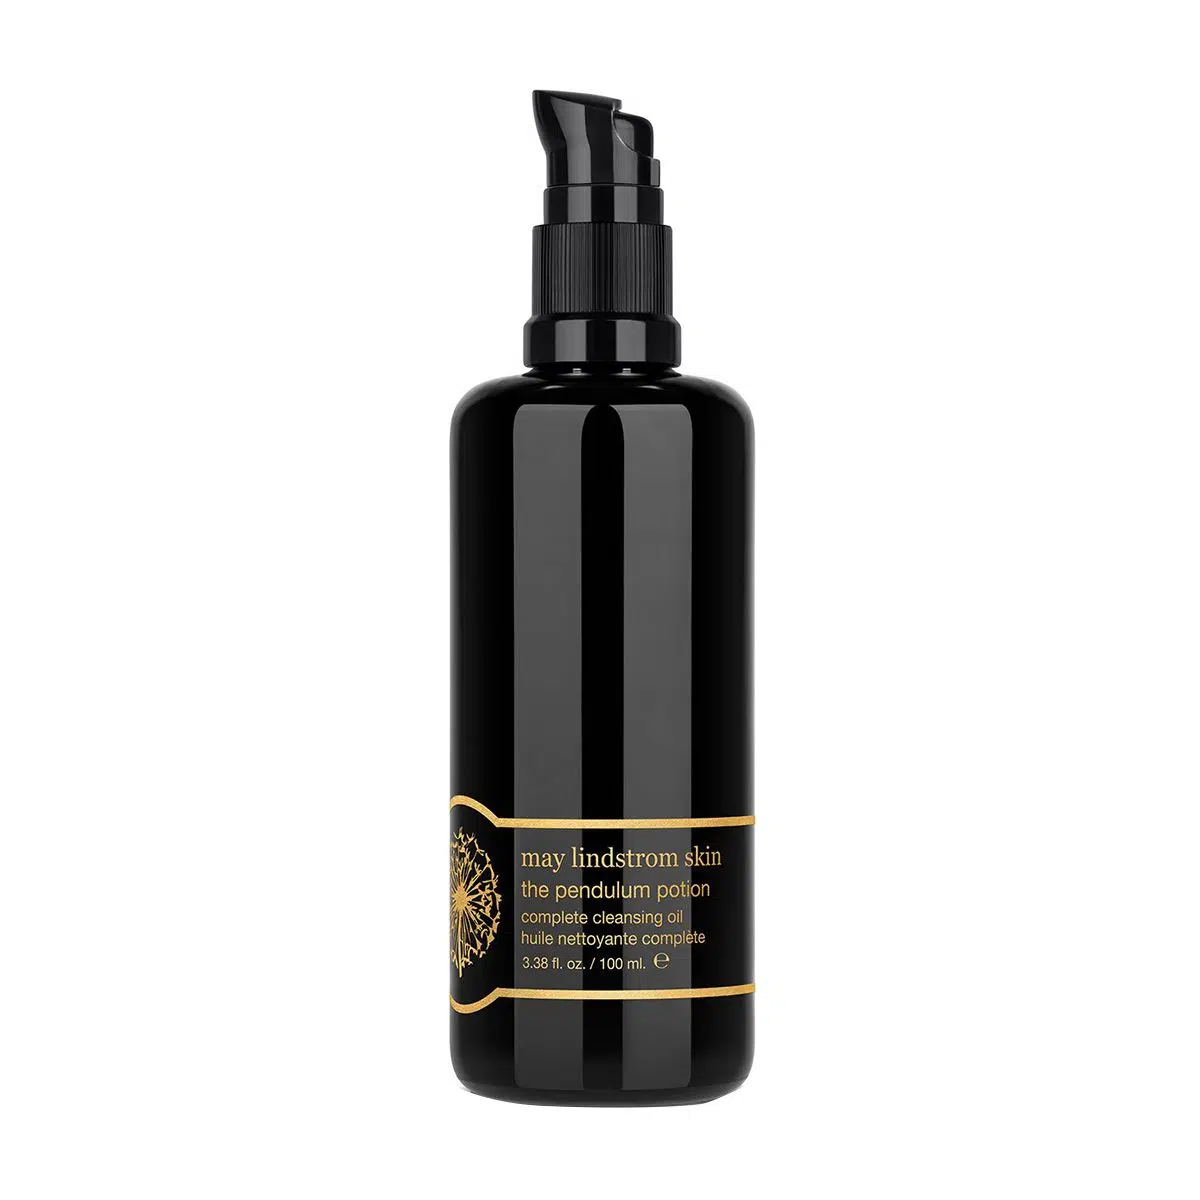 may lindstrom skin
the pendulum potion
complete cleansing oil
huile nettoyante complète
3.38 fl. oz. / 100 ml. ℮